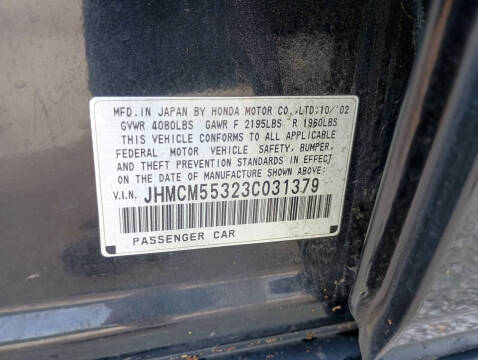 MFD. IN JAPAN BY HONDA MOTOR CO., LTD: 10/'02
GVWR 4080LBS GAWR F 2195LBS R 1960LBS
THIS VEHICLE CONFORMS TO ALL APPLICABLE
FEDERAL MOTOR VEHICLE SAFETY, BUMPER,
AND THEFT PREVENTION STANDARDS IN EFFECT
ON THE DATE OF MANUFACTURE SHOWN ABOVE:
V.I.N. JHMCM55323C031379
PASSENGER CAR